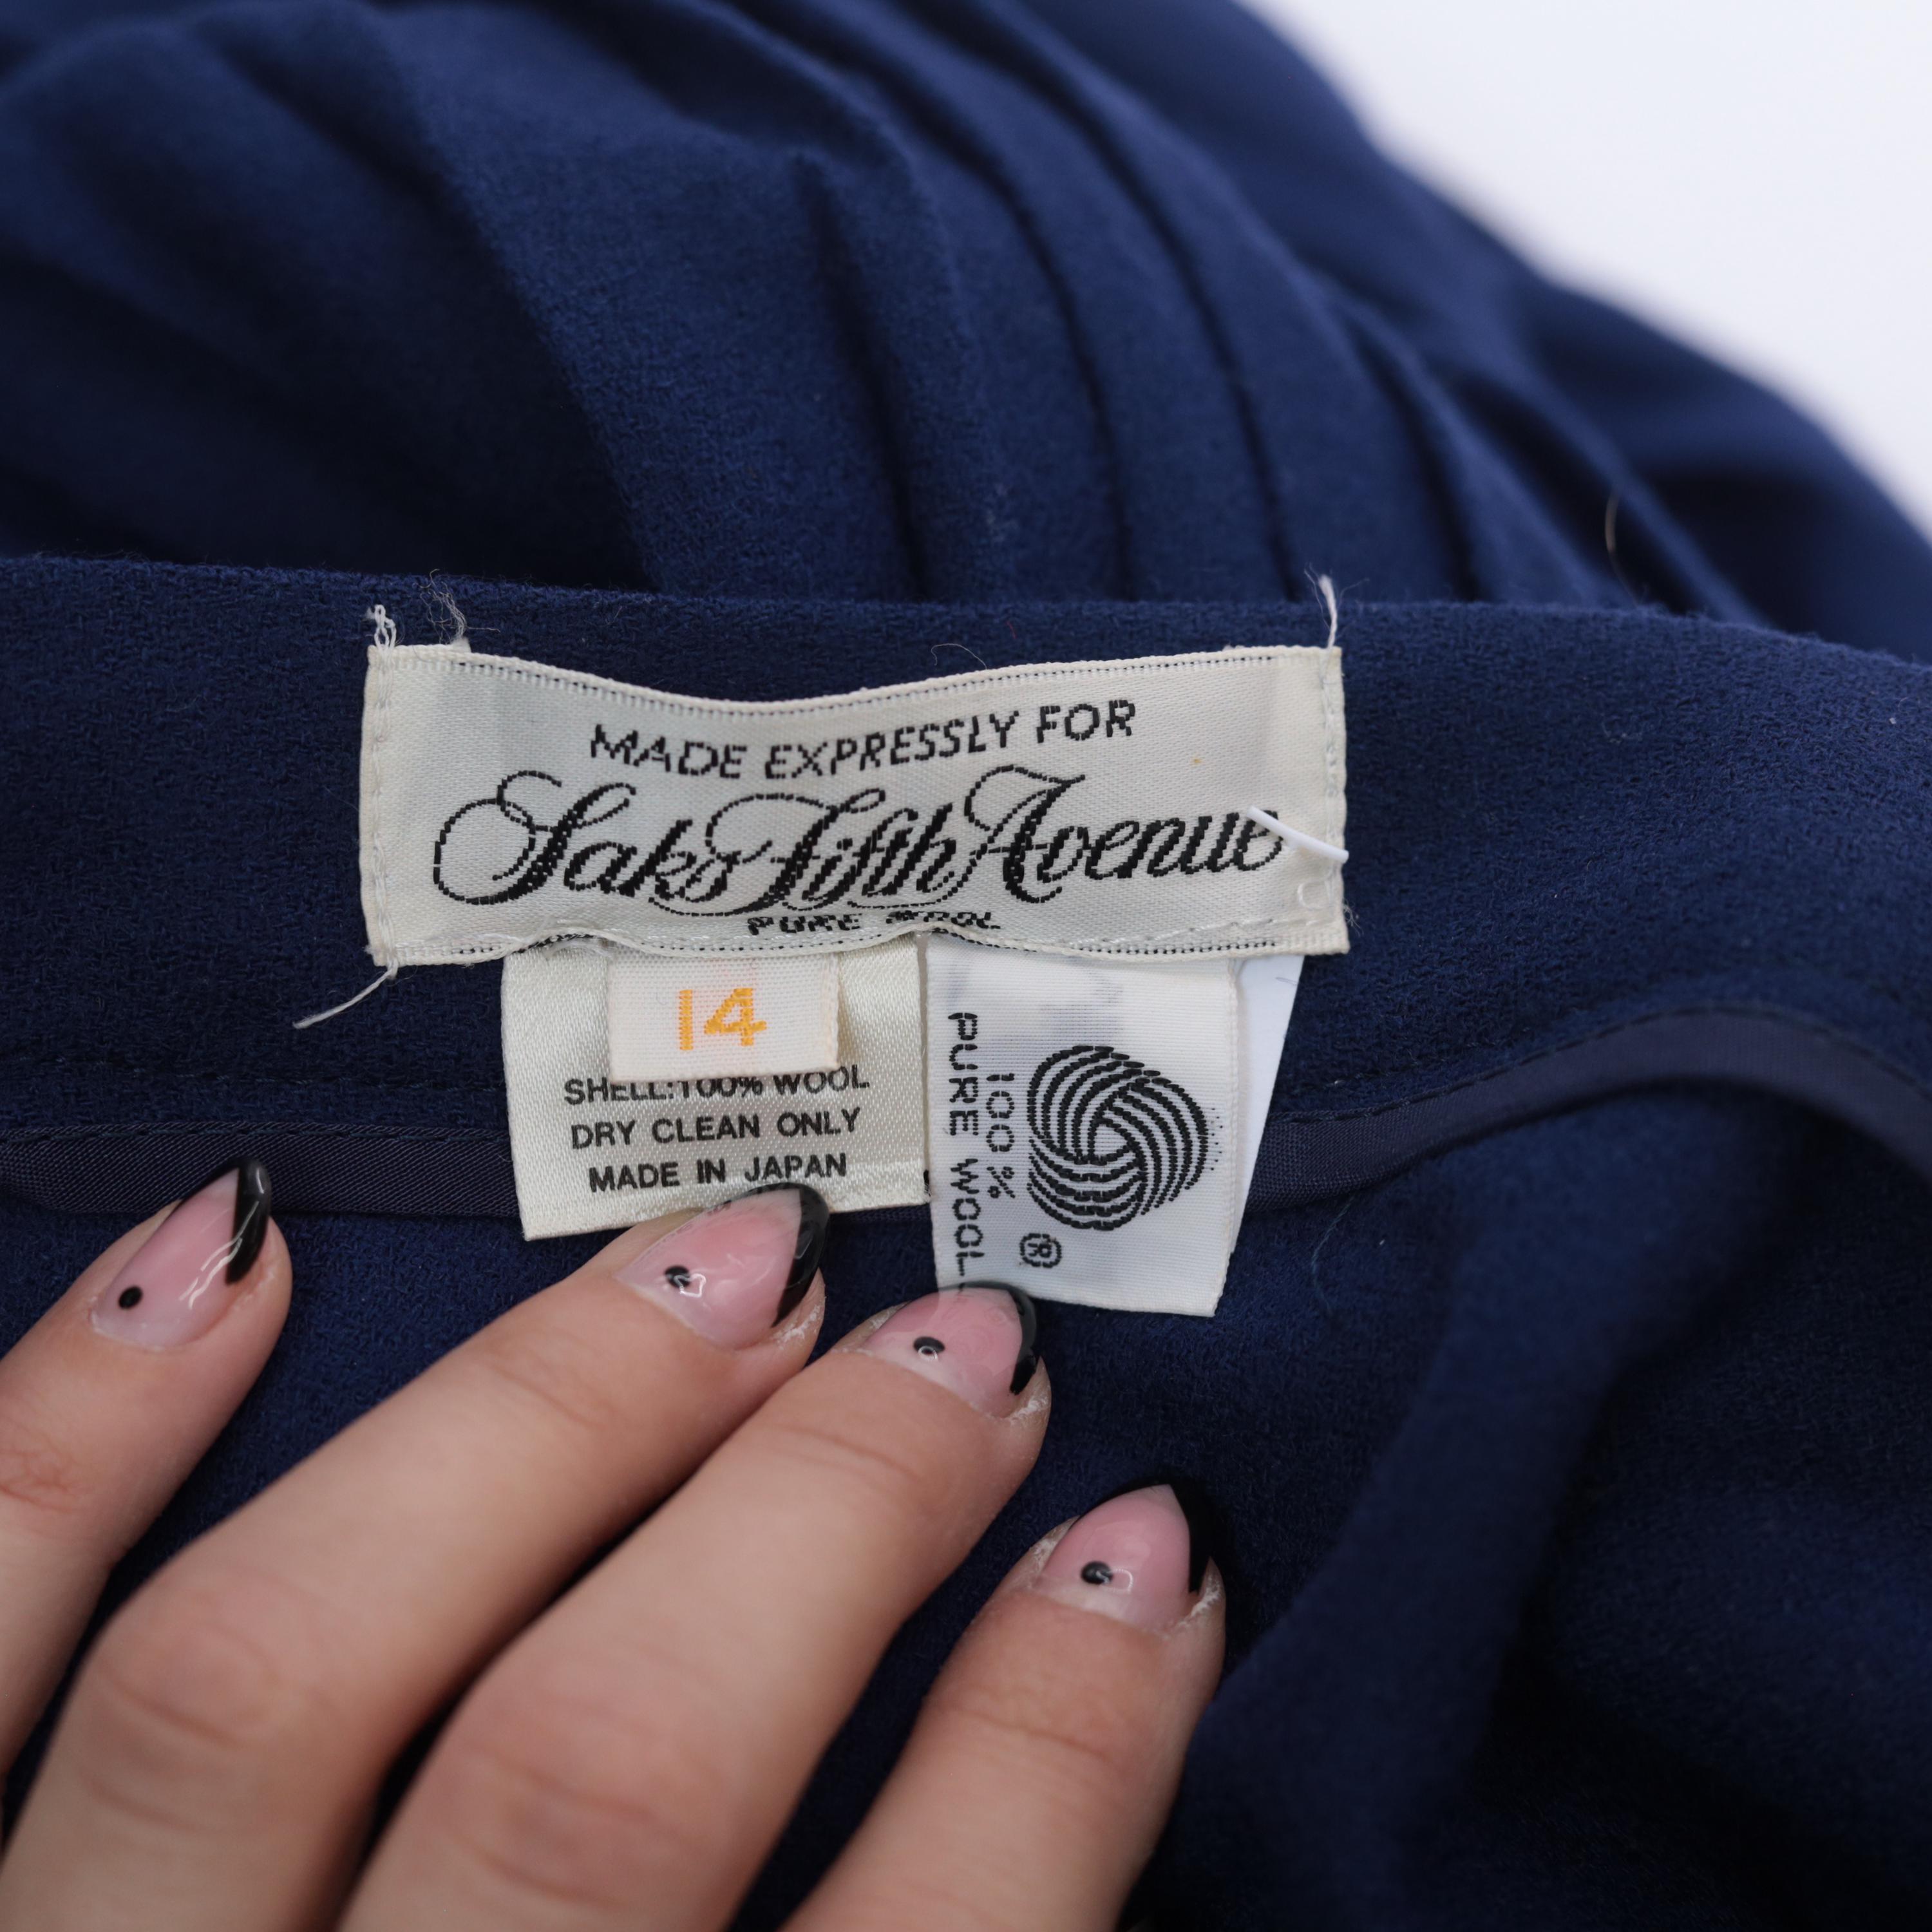 MADE EXPRESSLY FOR
Saks Fifth Avenue
PURE WOOL
14
SHELL:100% WOOL
DRY CLEAN ONLY
MADE IN JAPAN
100%
PURE WOOL
®